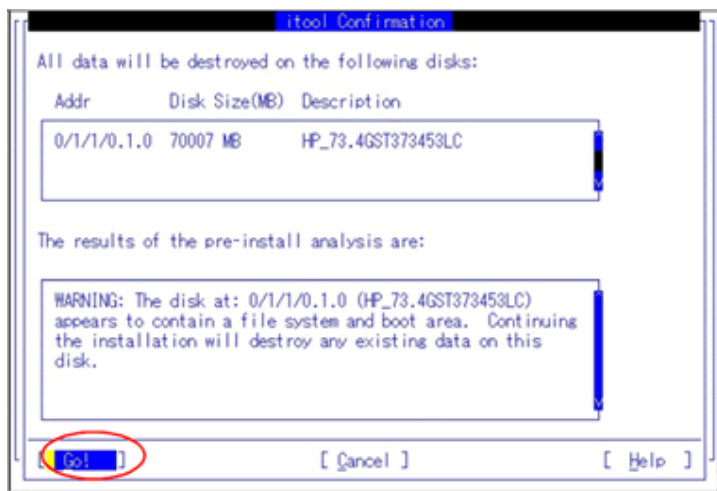 itool Confirmation
All data will be destroyed on the following disks:
Addr Disk Size(MB) Description
0/1/1/0.1.0 70007 MB HP_73.4GST373453LC
The results of the pre-install analysis are:
WARNING: The disk at: 0/1/1/0.1.0 (HP_73.4GST373453LC)
appears to contain a file system and boot area. Continuing
the installation will destroy any existing data on this
disk.
[ Go! ] [ Cancel ] [ Help ]